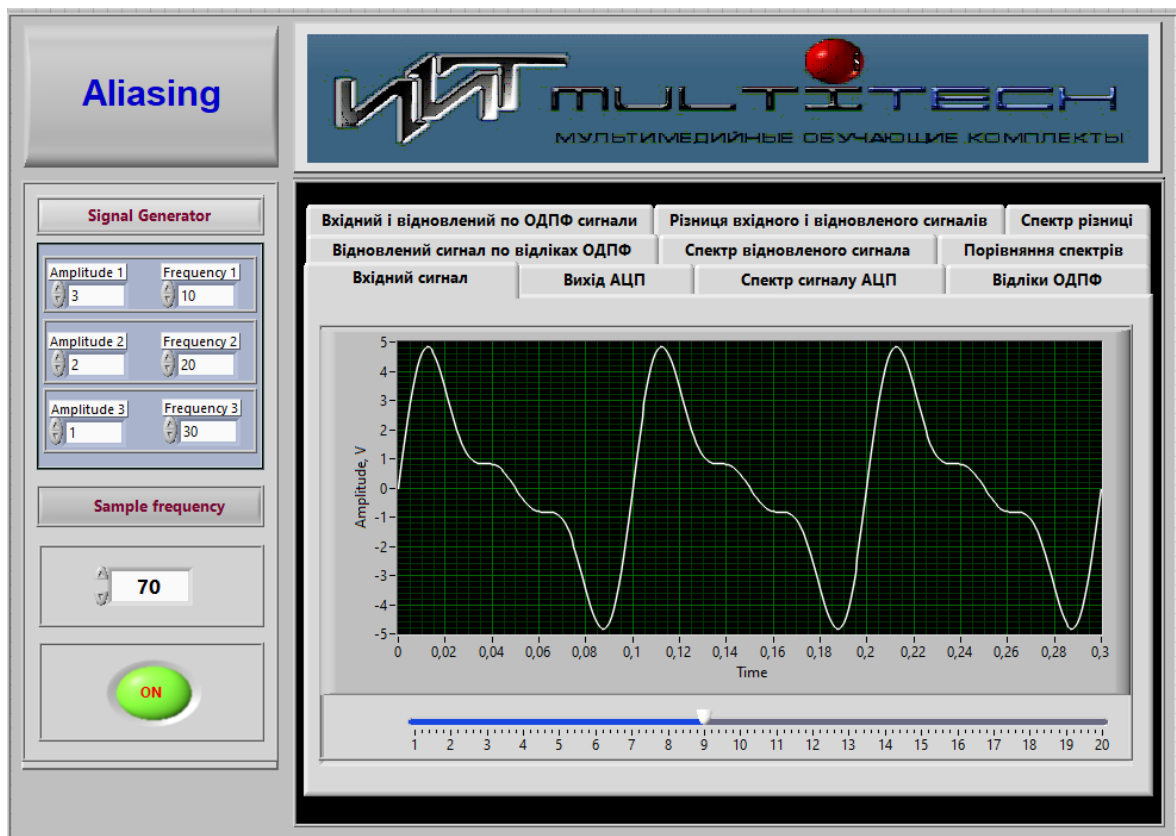 Aliasing
ИИТ MULTITECH
МУЛЬТИМЕДИЙНЫЕ ОБУЧАЮЩИЕ КОМПЛЕКТЫ
Signal Generator
Amplitude 1 Frequency 1
3 10
Amplitude 2 Frequency 2
2 20
Amplitude 3 Frequency 3
1 30
Sample frequency
70
ON
Вхідний і відновлений по ОДПФ сигнали Різниця вхідного і відновленого сигналів Спектр різниці
Відновлений сигнал по відліках ОДПФ Спектр відновленого сигнала Порівняння спектрів
Вхідний сигнал Вихід АЦП Спектр сигналу АЦП Відліки ОДПФ
Amplitude, V
5
4
3
2
1
0
-1
-2
-3
-4
-5
0 0,02 0,04 0,06 0,08 0,1 0,12 0,14 0,16 0,18 0,2 0,22 0,24 0,26 0,28 0,3
Time
1 2 3 4 5 6 7 8 9 10 11 12 13 14 15 16 17 18 19 20